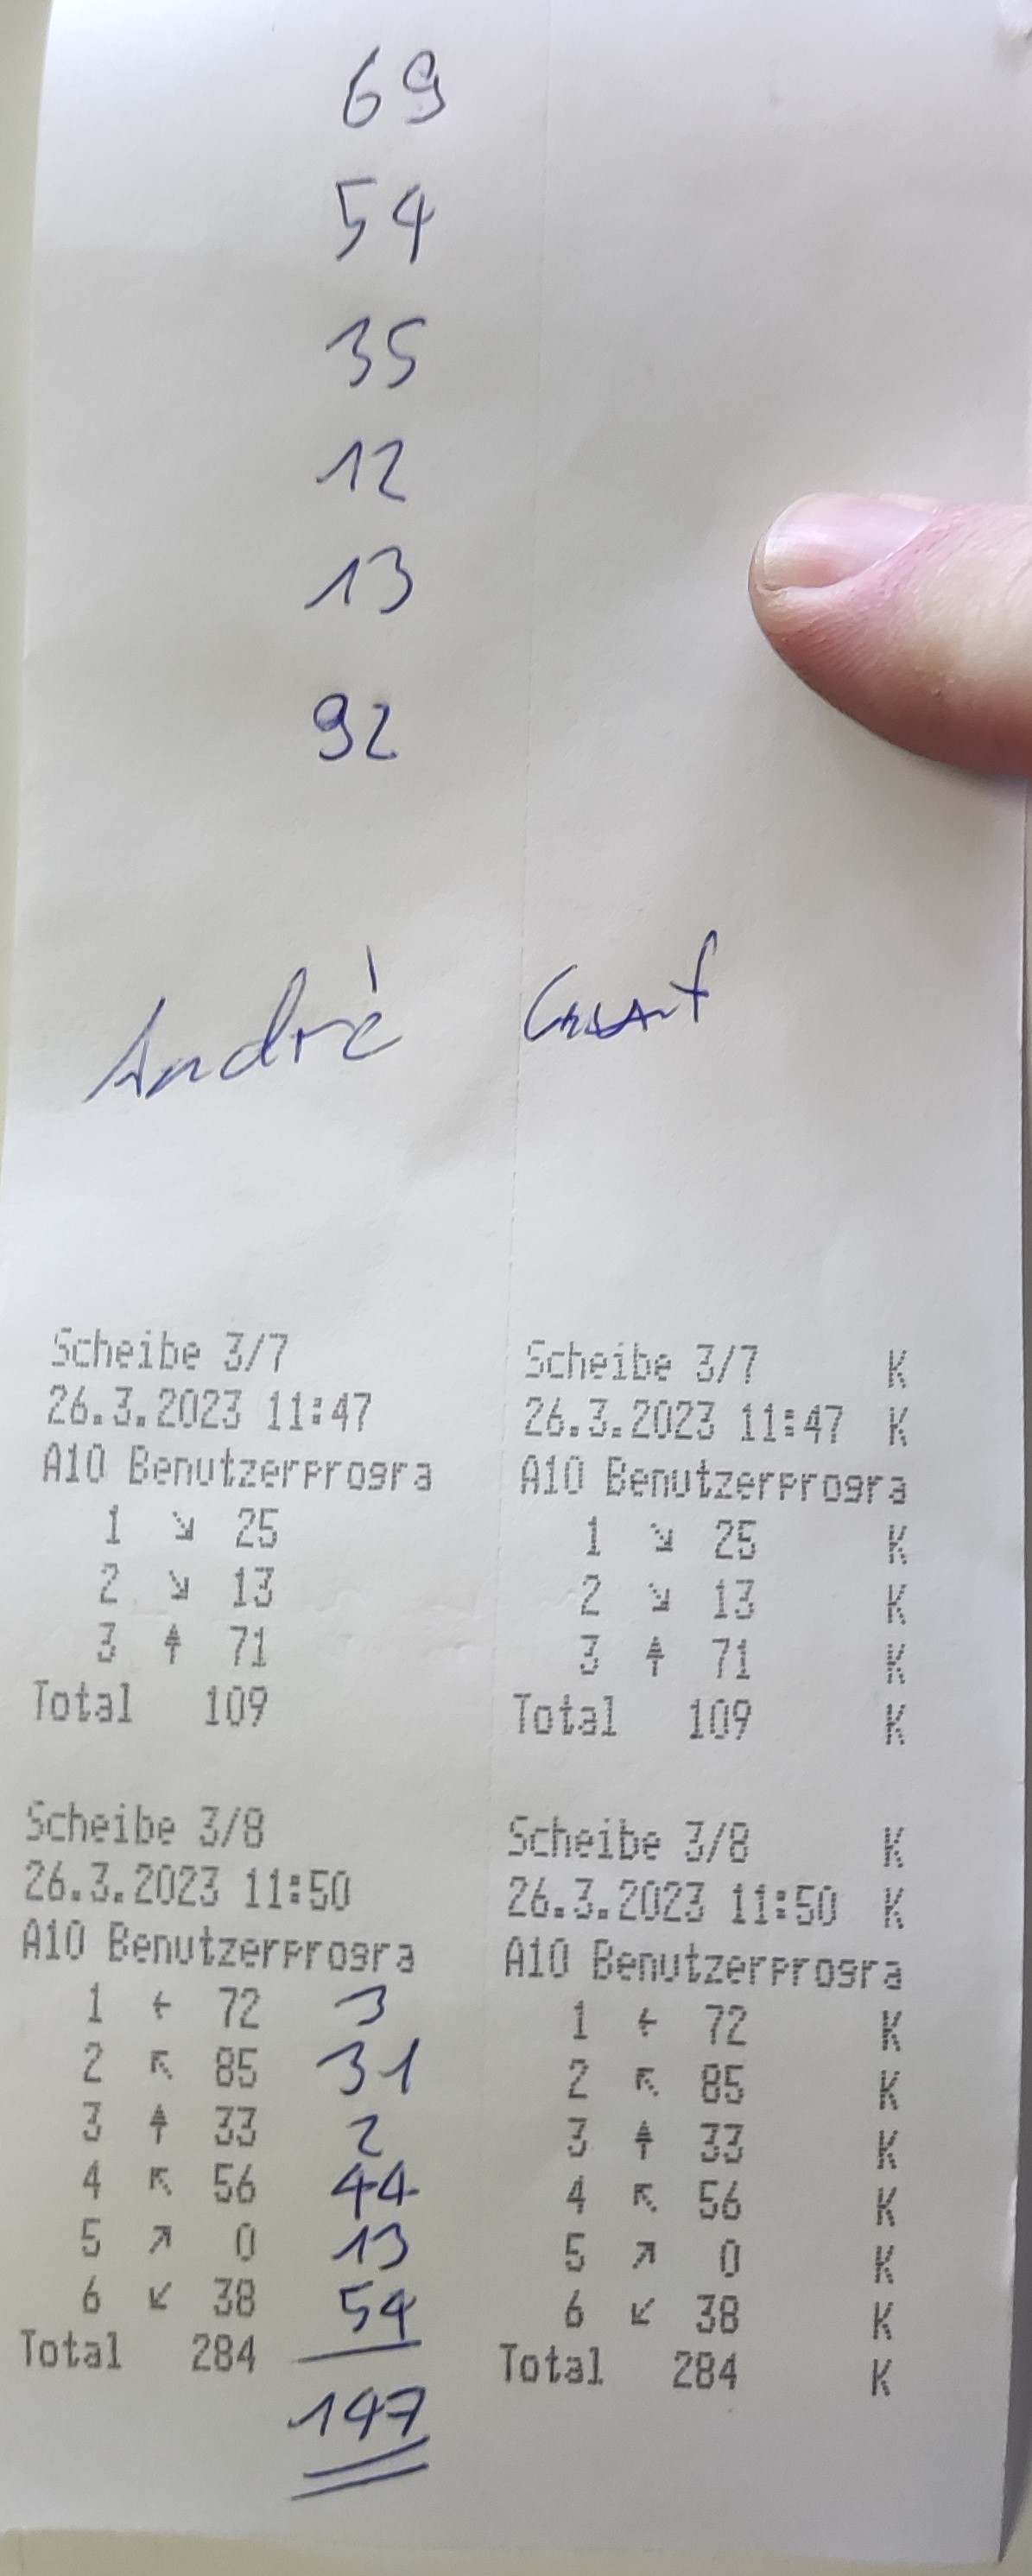 69
54
35
12
13
92
Andrè
Scheibe 3/7
26.3.2023 11:47
A10 Benutzerprogra
1 ↘ 25
2 ↘ 13
3 ↑ 71
Total 109
Scheibe 3/8
26.3.2023 11:50
A10 Benutzerprogra
1 ← 72 3
2 ↖ 85 31
3 ↑ 33 2
4 ↖ 56 44
5 ↗ 0 13
6 ↙ 38 54
Total 284
147
Scheibe 3/7 K
26.3.2023 11:47 K
A10 Benutzerprogra
1 ↘ 25 K
2 ↘ 13 K
3 ↑ 71 K
Total 109 K
Scheibe 3/8 K
26.3.2023 11:50 K
A10 Benutzerprogra
1 ← 72 K
2 ↖ 85 K
3 ↑ 33 K
4 ↖ 56 K
5 ↗ 0 K
6 ↙ 38 K
Total 284 K